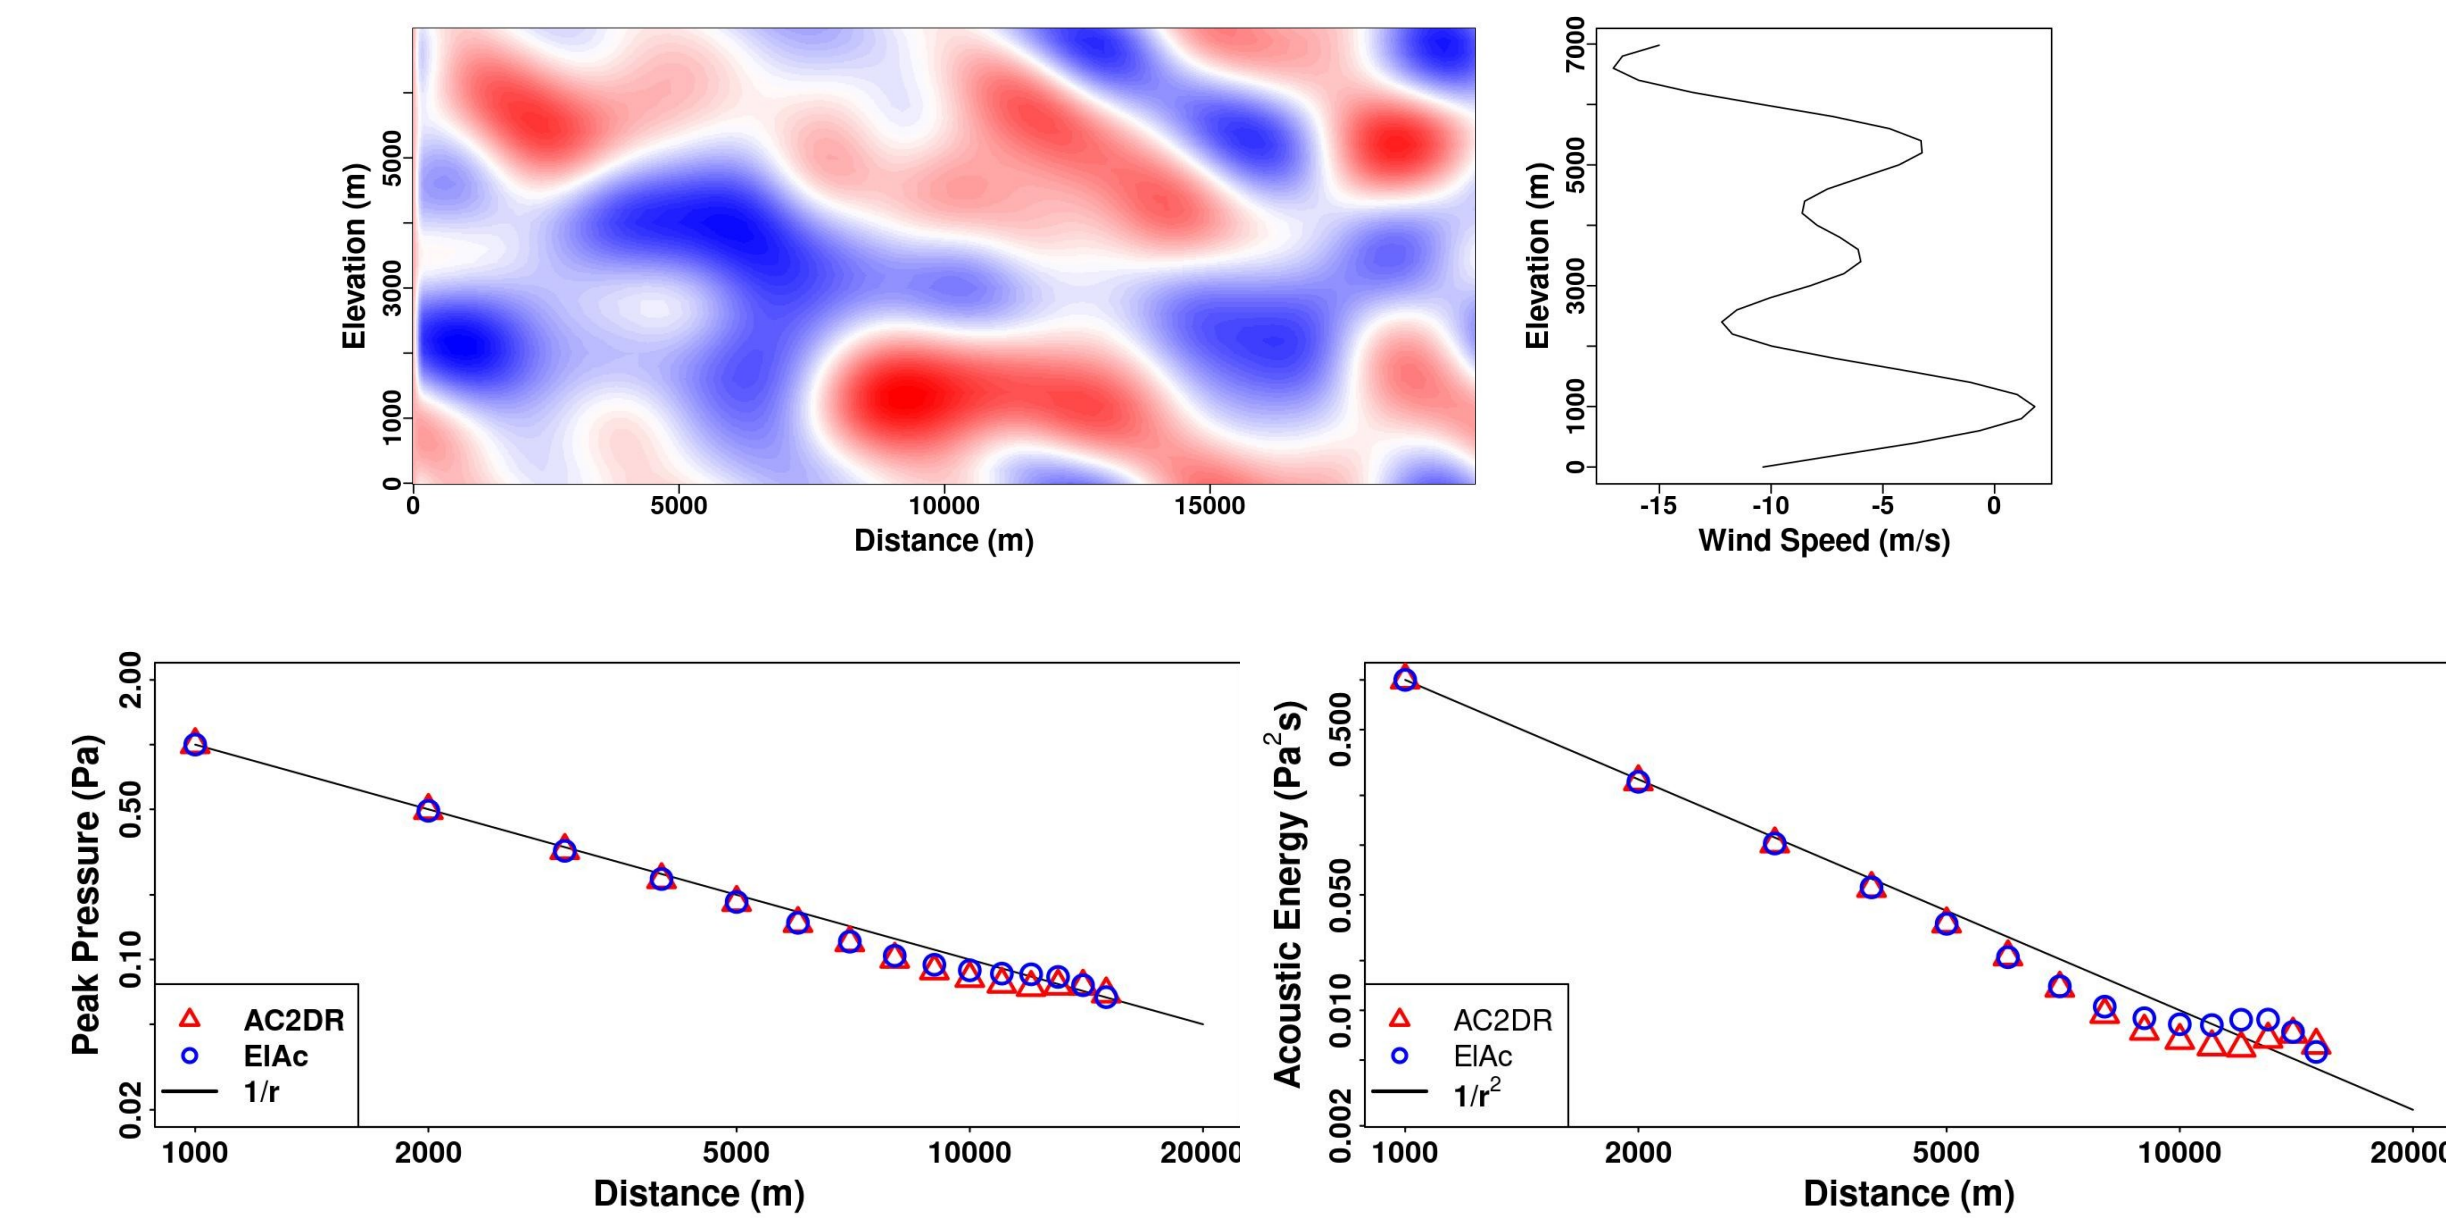 Elevation (m)
5000
3000
1000
0
0 5000 10000 15000
Distance (m)
Elevation (m)
7000
5000
3000
1000
0
-15 -10 -5 0
Wind Speed (m/s)
Peak Pressure (Pa)
2.00
0.50
0.10
0.02
AC2DR
ElAc
1/r
1000 2000 5000 10000 20000
Distance (m)
Acoustic Energy (Pa²s)
0.500
0.050
0.010
0.002
AC2DR
ElAc
1/r²
1000 2000 5000 10000 20000
Distance (m)